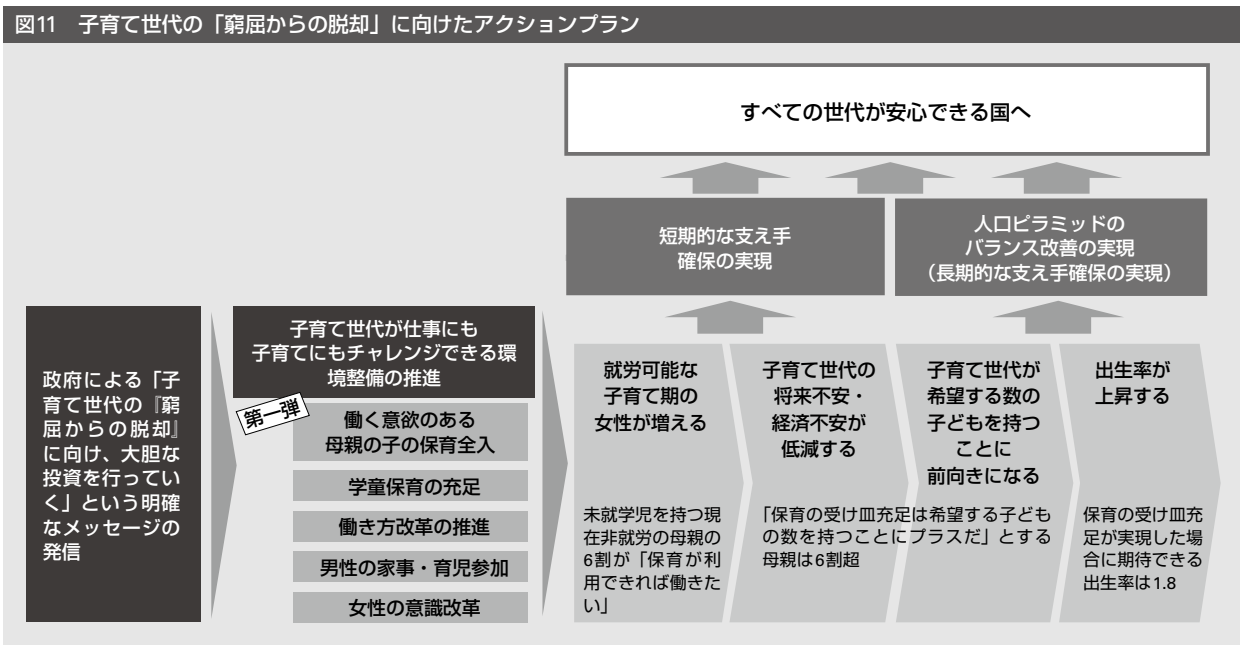 図11 子育て世代の「窮屈からの脱却」に向けたアクションプラン
すべての世代が安心できる国へ
短期的な支え手
確保の実現
人口ピラミッドの
バランス改善の実現
（長期的な支え手確保の実現）
政府による「子
育て世代の『窮
屈からの脱却』
に向け、大胆な
投資を行ってい
く」という明確
なメッセージの
発信
子育て世代が仕事にも
子育てにもチャレンジできる環
境整備の推進
第一弾
働く意欲のある
母親の子の保育全入
学童保育の充足
働き方改革の推進
男性の家事・育児参加
女性の意識改革
就労可能な
子育て期の
女性が増える
未就学児を持つ現
在非就労の母親の
6割が「保育が利
用できれば働きた
い」
子育て世代の
将来不安・
経済不安が
低減する
子育て世代が
希望する数の
子どもを持つ
ことに
前向きになる
「保育の受け皿充足は希望する子ども
の数を持つことにプラスだ」とする
母親は6割超
出生率が
上昇する
保育の受け皿充
足が実現した場
合に期待できる
出生率は1.8